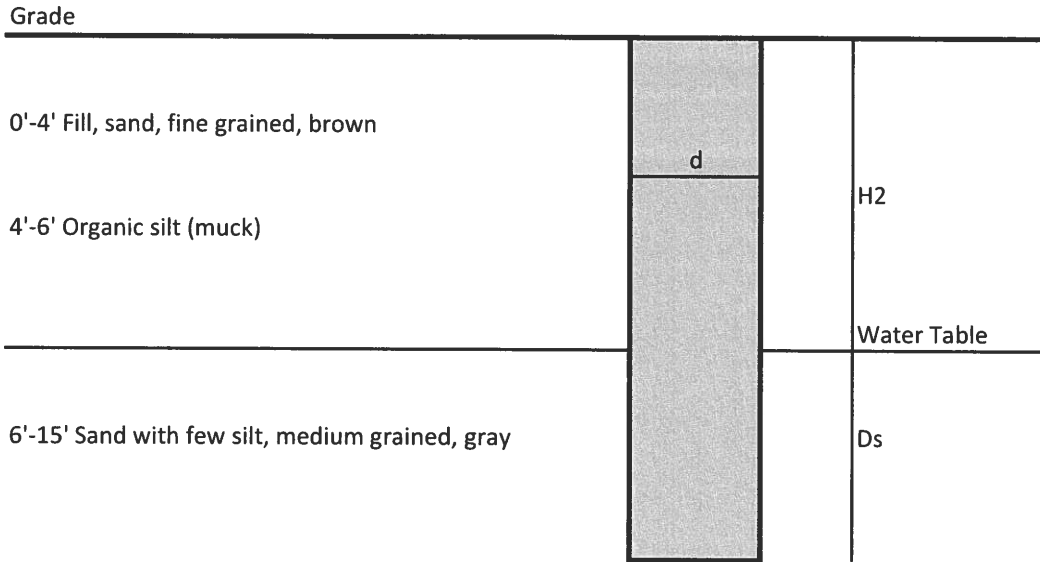 Grade
0'-4' Fill, sand, fine grained, brown
d
H2
4'-6' Organic silt (muck)
Water Table
6'-15' Sand with few silt, medium grained, gray
Ds